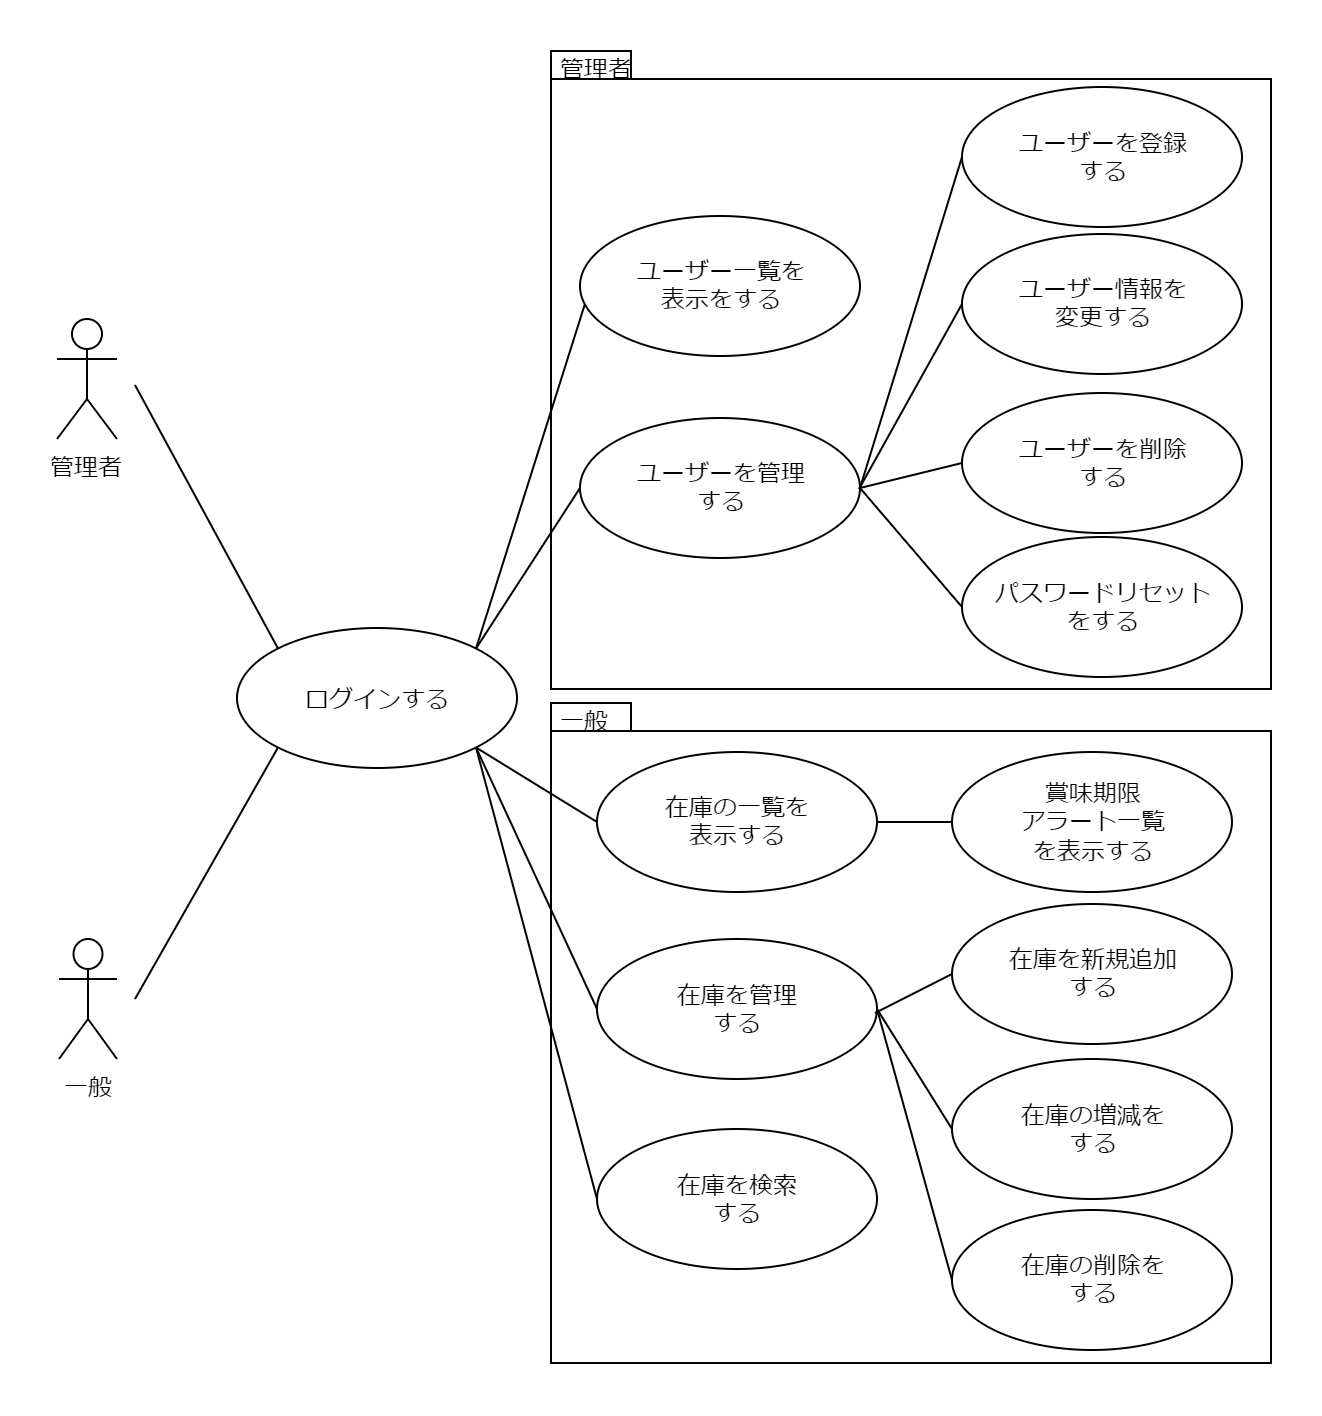 管理者
ユーザーを登録
する
ユーザー一覧を
表示をする
ユーザー情報を
変更する
管理者
ユーザーを管理
する
ユーザーを削除
する
パスワードリセット
をする
ログインする
一般
在庫の一覧を
表示する
賞味期限
アラート一覧
を表示する
在庫を管理
する
在庫を新規追加
する
一般
在庫の増減を
する
在庫を検索
する
在庫の削除を
する